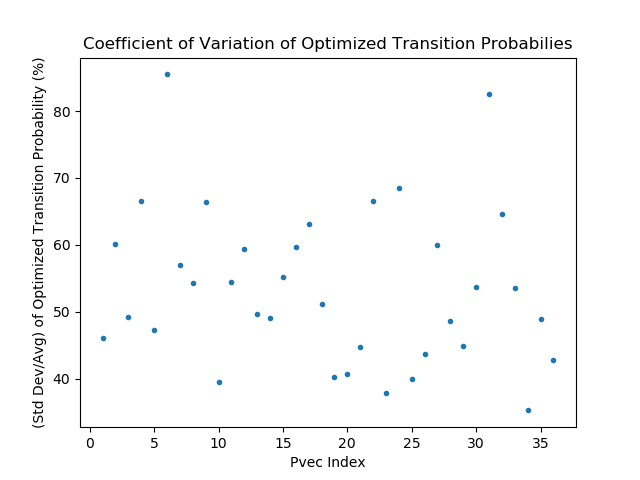 Coefficient of Variation of Optimized Transition Probabilies
(Std Dev/Avg) of Optimized Transition Probability (%)
80
70
60
50
40
0 5 10 15 20 25 30 35
Pvec Index